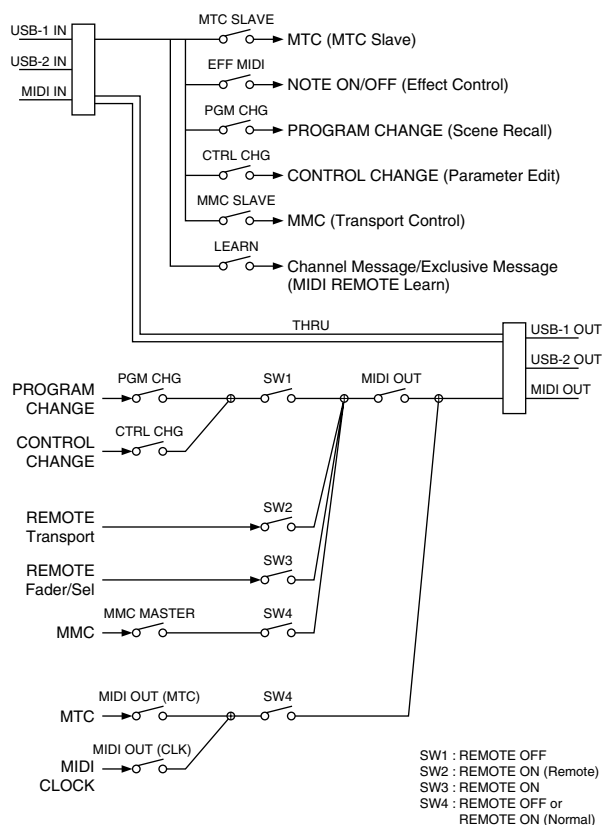 MTC SLAVE
USB-1 IN
MTC (MTC Slave)
EFF MIDI
USB-2 IN
NOTE ON/OFF (Effect Control)
MIDI IN
PGM CHG
PROGRAM CHANGE (Scene Recall)
CTRL CHG
CONTROL CHANGE (Parameter Edit)
MMC SLAVE
MMC (Transport Control)
LEARN
Channel Message/Exclusive Message
(MIDI REMOTE Learn)
THRU
USB-1 OUT
USB-2 OUT
MIDI OUT
PROGRAM
CHANGE
PGM CHG
SW1
MIDI OUT
CONTROL
CHANGE
CTRL CHG
REMOTE
Transport
SW2
REMOTE
Fader/Sel
SW3
MMC
MMC MASTER
SW4
MTC
MIDI OUT (MTC)
SW4
MIDI
CLOCK
MIDI OUT (CLK)
SW1 : REMOTE OFF
SW2 : REMOTE ON (Remote)
SW3 : REMOTE ON
SW4 : REMOTE OFF or
REMOTE ON (Normal)